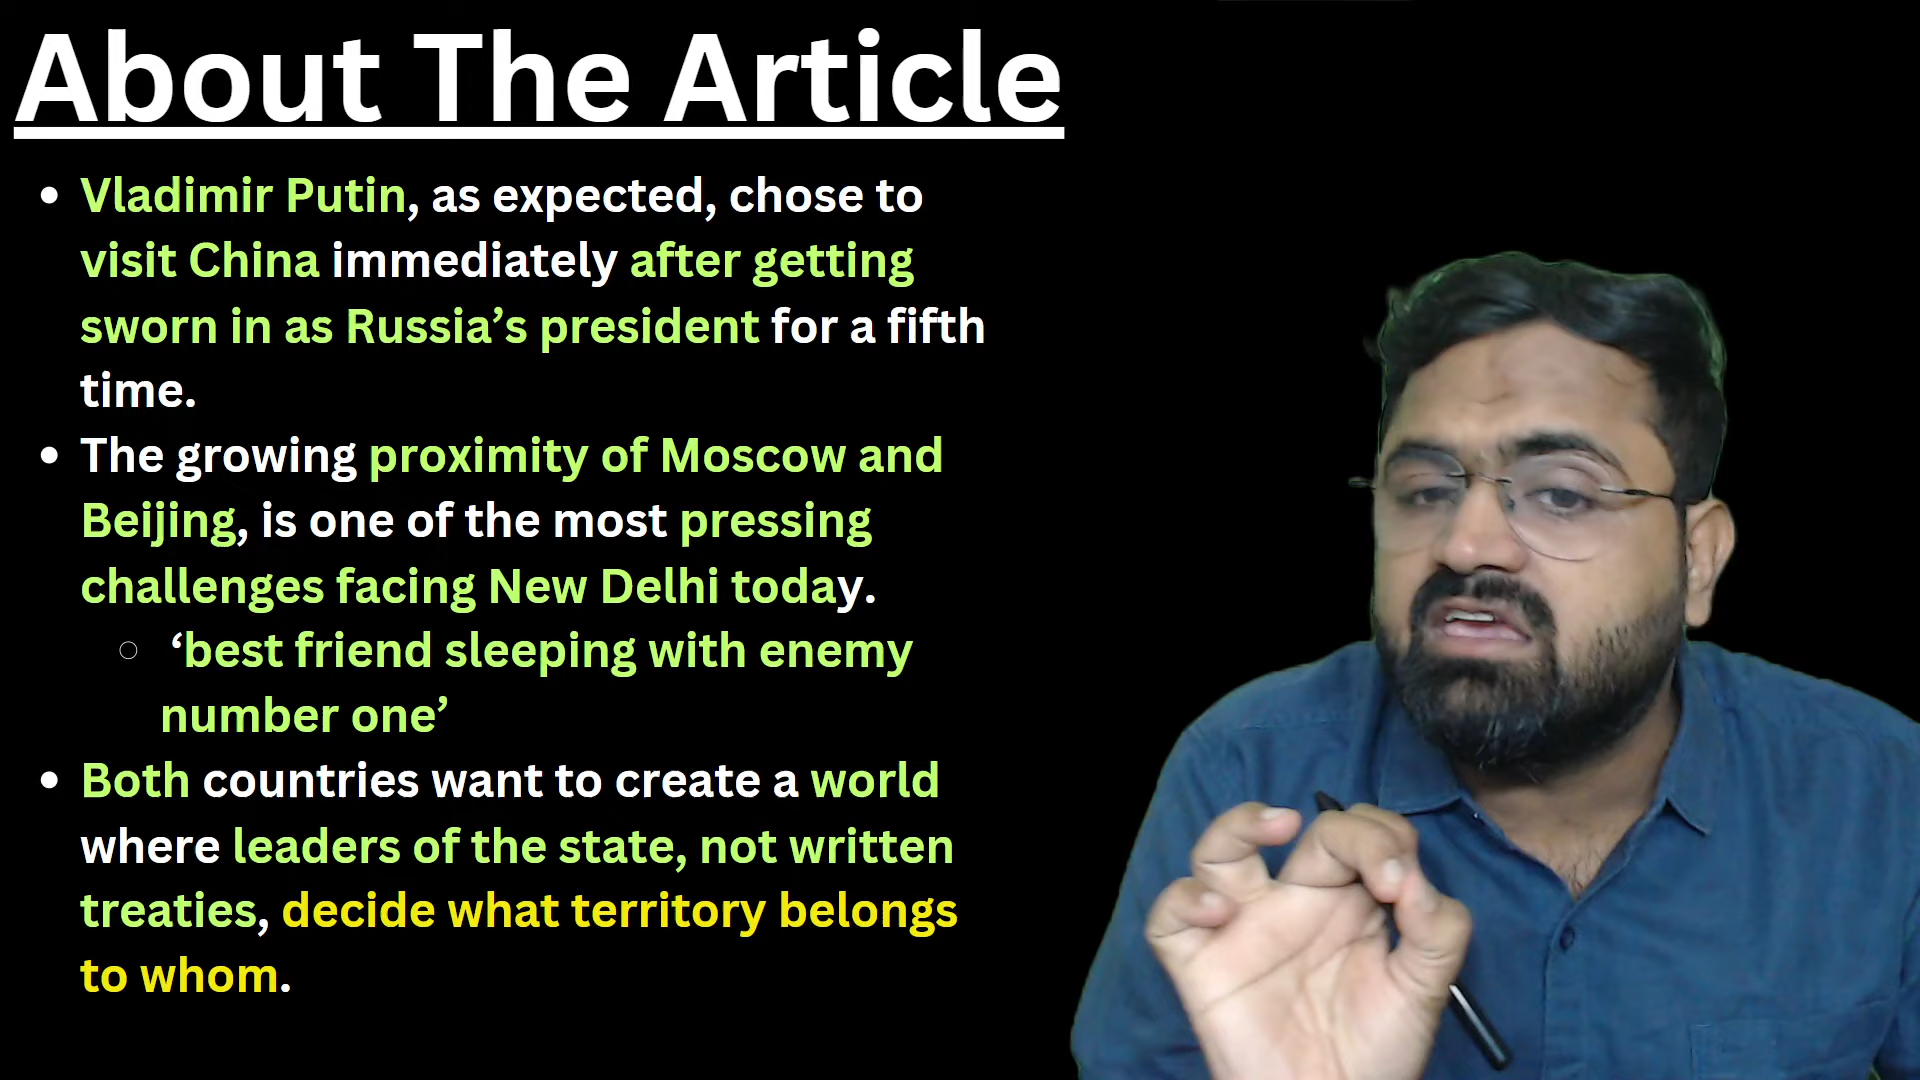 About The Article
• Vladimir Putin, as expected, chose to
visit China immediately after getting
sworn in as Russia’s president for a fifth
time.
• The growing proximity of Moscow and
Beijing, is one of the most pressing
challenges facing New Delhi today.
○ ‘best friend sleeping with enemy
number one’
• Both countries want to create a world
where leaders of the state, not written
treaties, decide what territory belongs
to whom.